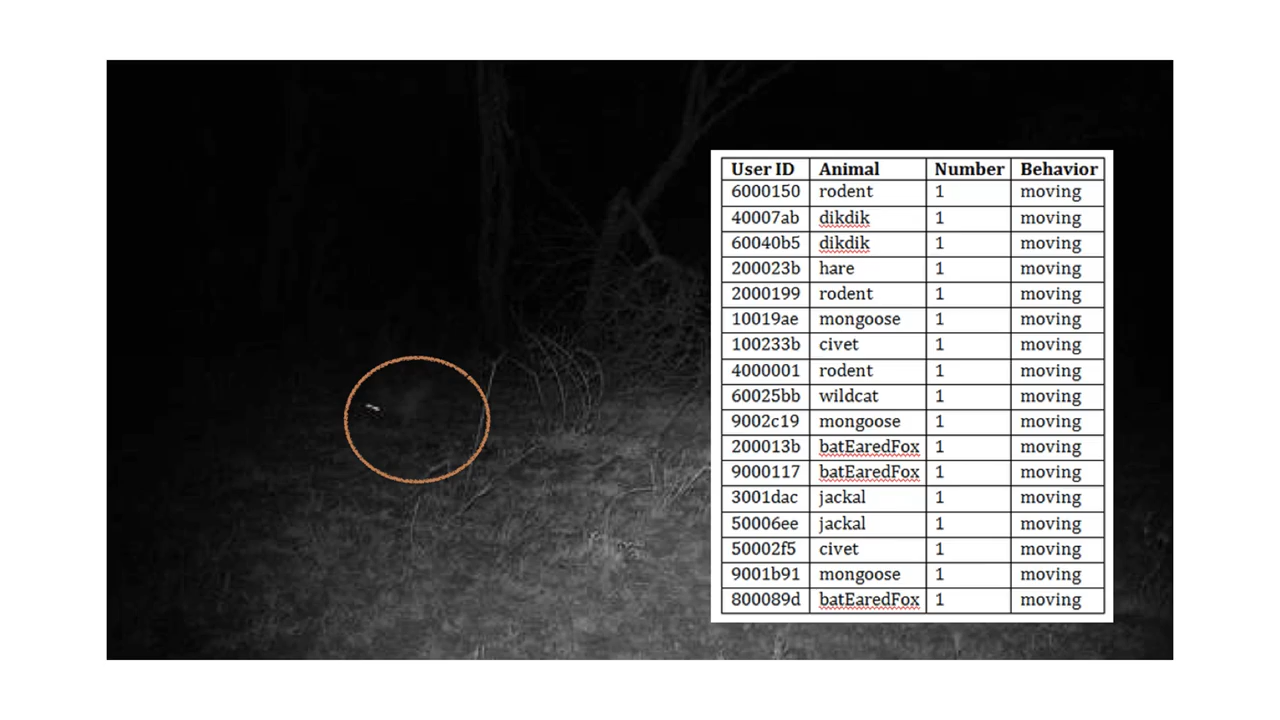 User ID Animal Number Behavior
6000150 rodent 1 moving
40007ab dikdik 1 moving
60040b5 dikdik 1 moving
200023b hare 1 moving
2000199 rodent 1 moving
10019ae mongoose 1 moving
100233b civet 1 moving
4000001 rodent 1 moving
60025bb wildcat 1 moving
9002c19 mongoose 1 moving
200013b batEaredFox 1 moving
9000117 batEaredFox 1 moving
3001dac jackal 1 moving
50006ee jackal 1 moving
50002f5 civet 1 moving
9001b91 mongoose 1 moving
800089d batEaredFox 1 moving